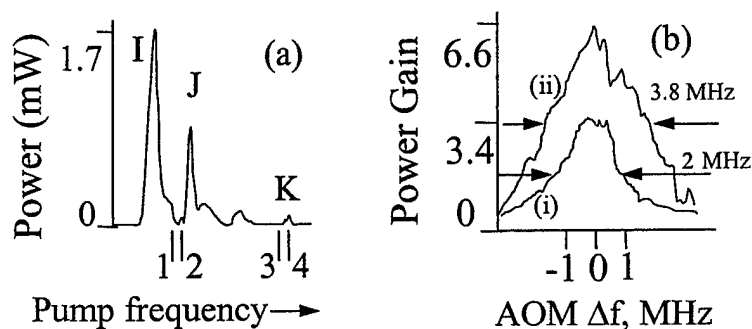 I
(a)
1.7
J
K
0
1 2
3 4
Power (mW)
Pump frequency
(b)
6.6
(ii)
3.8 MHz
3.4
2 MHz
(i)
0
-1 0 1
Power Gain
AOM Δf, MHz